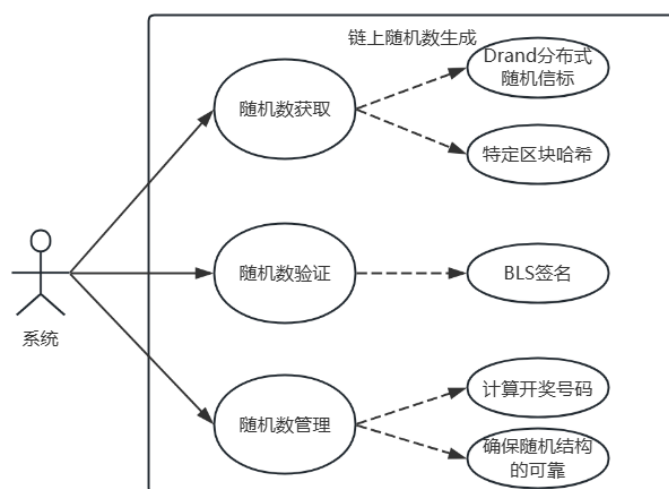 链上随机数生成
Drand分布式
随机信标
随机数获取
特定区块哈希
随机数验证
BLS签名
系统
计算开奖号码
随机数管理
确保随机结构
的可靠